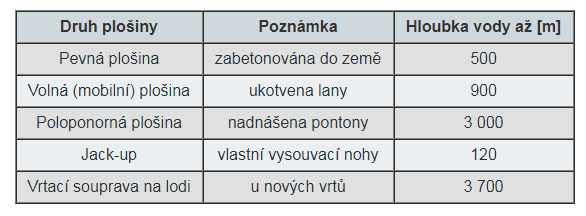 Druh plošiny Poznámka Hloubka vody až [m]
Pevná plošina zabetonována do země 500
Volná (mobilní) plošina ukotvena lany 900
Poloponorná plošina nadnášena pontony 3 000
Jack-up vlastní vysouvací nohy 120
Vrtací souprava na lodi u nových vrtů 3 700